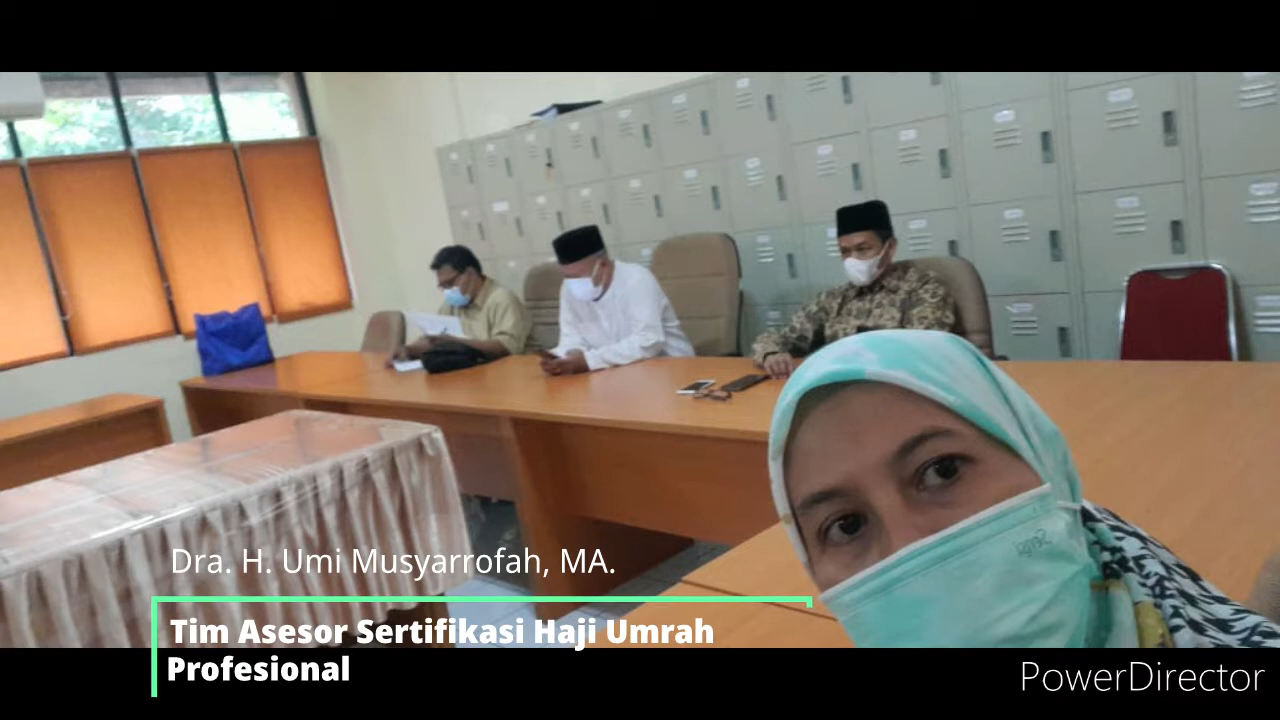 Dra. H. Umi Musyarrofah, MA.
Tim Asesor Sertifikasi Haji Umrah
Profesional
PowerDirector